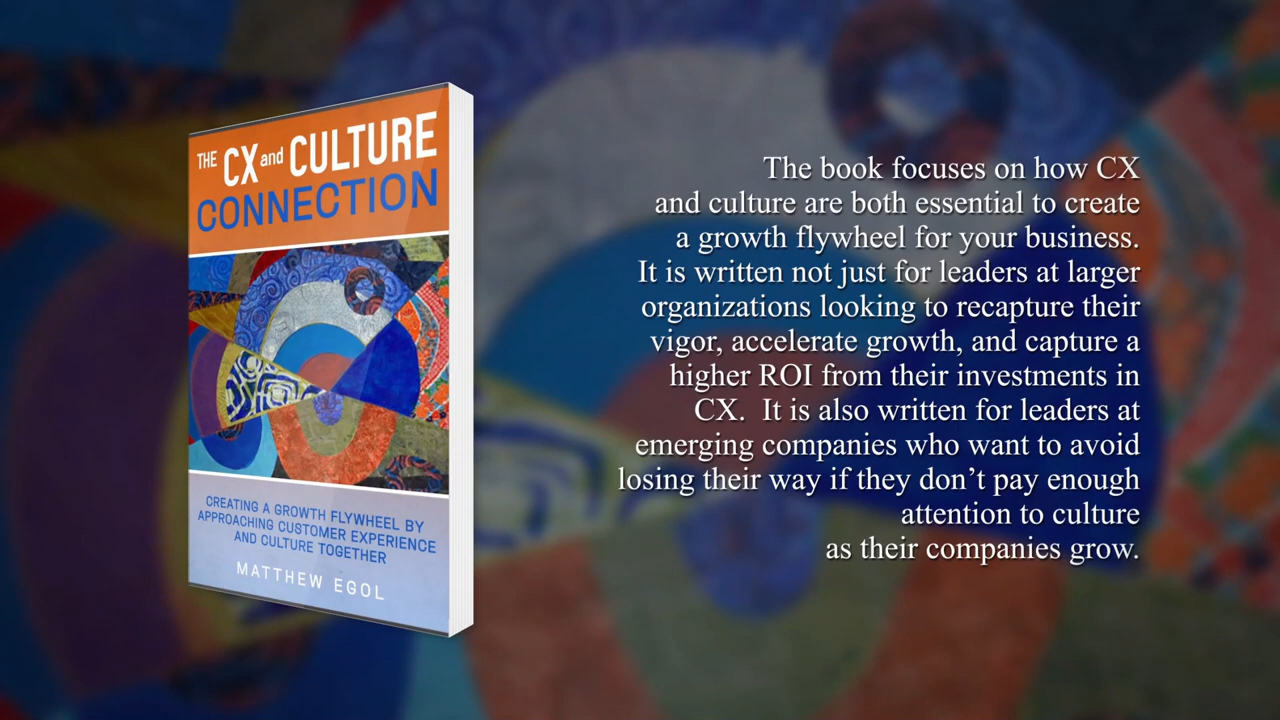 THE CX and CULTURE
CONNECTION
CREATING A GROWTH FLYWHEEL BY
APPROACHING CUSTOMER EXPERIENCE
AND CULTURE TOGETHER
MATTHEW EGOL
The book focuses on how CX
and culture are both essential to create
a growth flywheel for your business.
It is written not just for leaders at larger
organizations looking to recapture their
vigor, accelerate growth, and capture a
higher ROI from their investments in
CX.  It is also written for leaders at
emerging companies who want to avoid
losing their way if they don’t pay enough
attention to culture
as their companies grow.